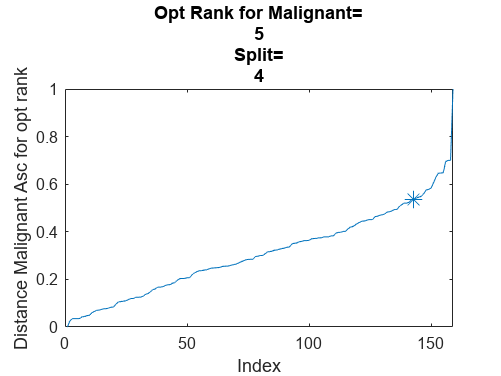 Opt Rank for Malignant=
5
Split=
4
Distance Malignant Asc for opt rank
1
0.8
0.6
0.4
0.2
0
0 50 100 150
Index